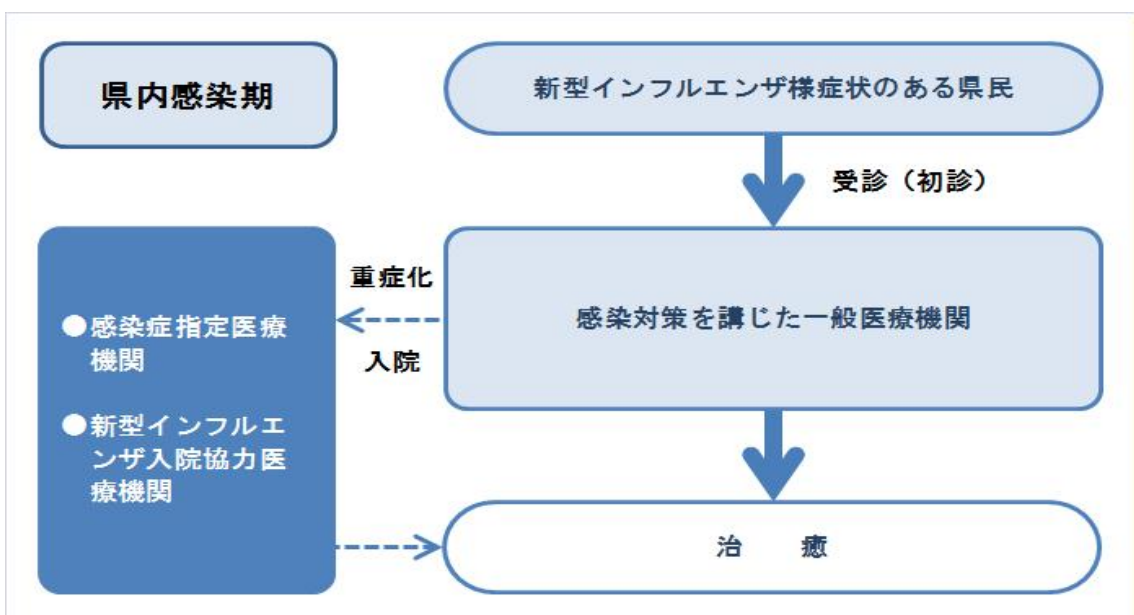 県内感染期
新型インフルエンザ様症状のある県民
受診（初診）
感染対策を講じた一般医療機関
重症化
入院
●感染症指定医療
機関
●新型インフルエ
ンザ入院協力医
療機関
治　癒